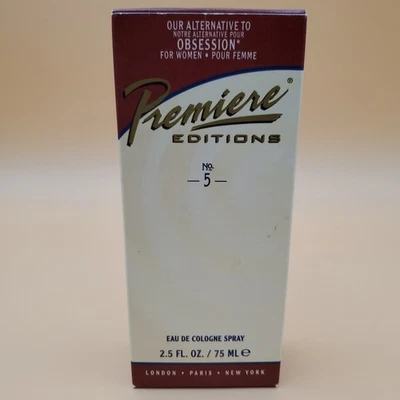 OUR ALTERNATIVE TO
NOTRE ALTERNATIVE POUR
OBSESSION*
FOR WOMEN • POUR FEMME
Premiere®
EDITIONS
No.
— 5 —
EAU DE COLOGNE SPRAY
2.5 FL. OZ. / 75 ML ℮
LONDON • PARIS • NEW YORK